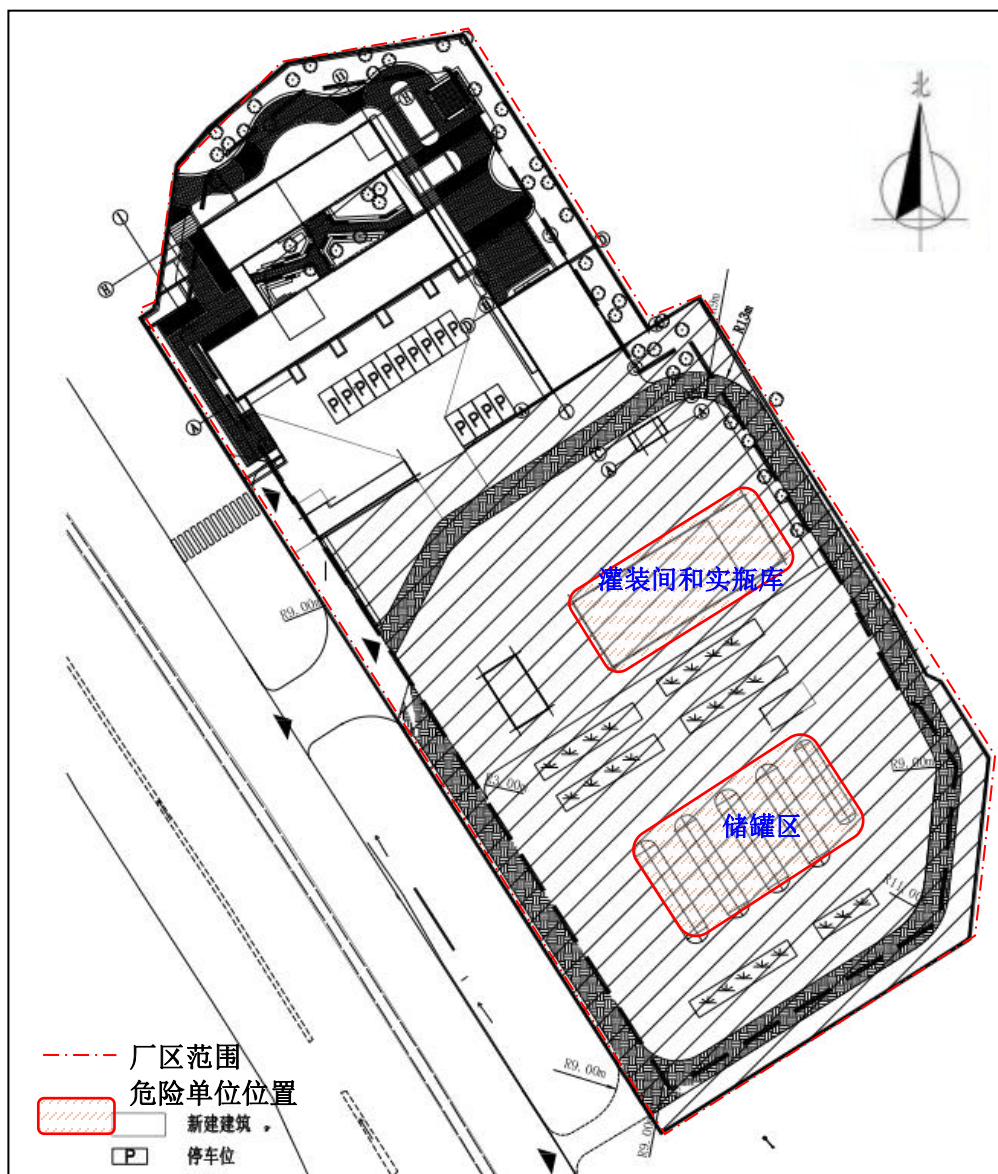 北
H
H
I
H
D
R13m
D
H
P P P P P P P P P P P
P P P P
A
K
C
A
灌装间和实瓶库
R9.00m
R3.00m
R9.00m
储罐区
R11.00
R9.00m
R9.00
厂区范围
危险单位位置
新建建筑
P 停车位